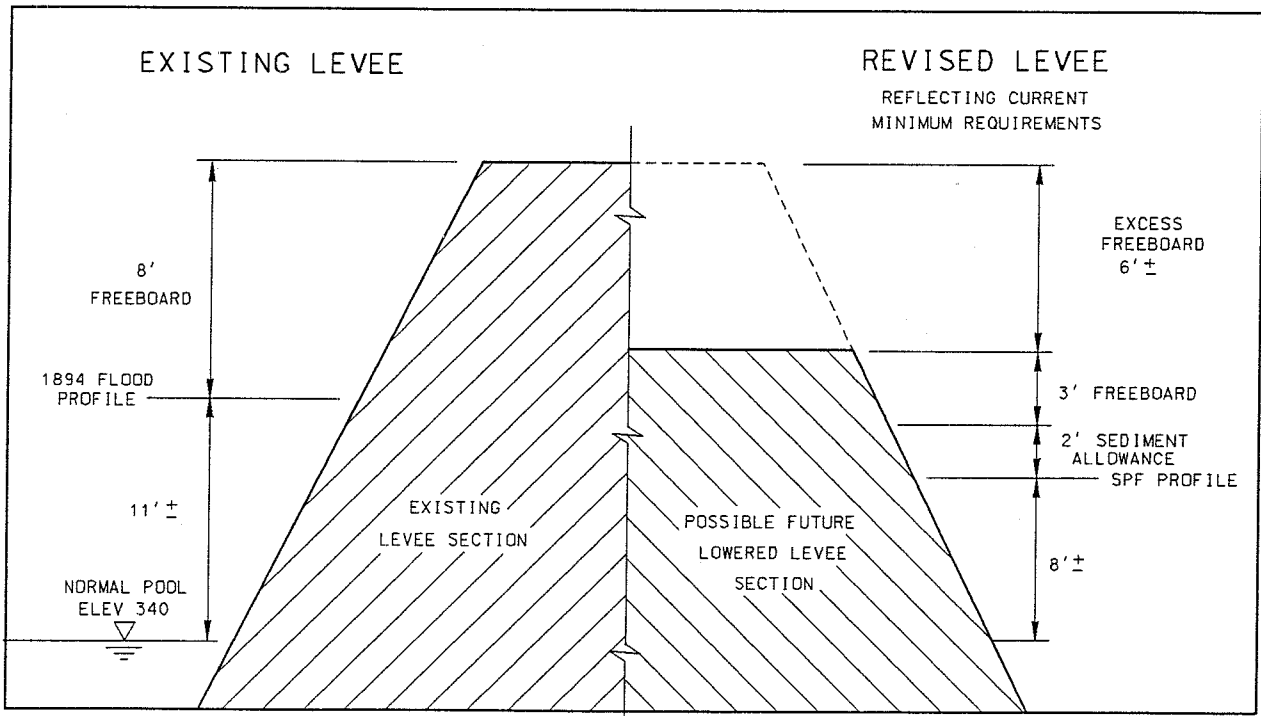 EXISTING LEVEE
REVISED LEVEE
REFLECTING CURRENT
MINIMUM REQUIREMENTS
8'
FREEBOARD
1894 FLOOD
PROFILE
11' ±
NORMAL POOL
ELEV 340
EXISTING
LEVEE SECTION
POSSIBLE FUTURE
LOWERED LEVEE
SECTION
EXCESS
FREEBOARD
6' ±
3' FREEBOARD
2' SEDIMENT
ALLOWANCE
SPF PROFILE
8' ±